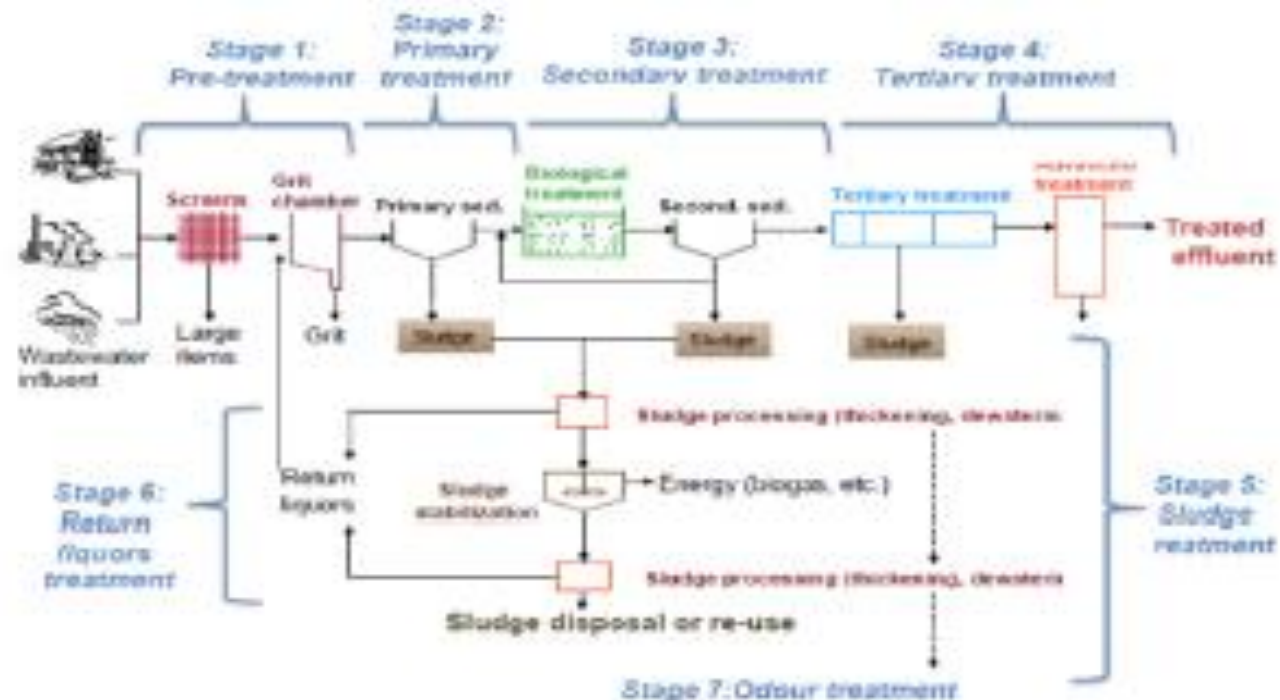 Stage 1:
Pre-treatment
Stage 2:
Primary
treatment
Stage 3:
Secondary treatment
Stage 4:
Tertiary treatment
Screens
Grit
chamber
Primary sed.
Biological
treatment
Second. sed.
Tertiary treatment
treatment
Treated
effluent
Wastewater
influent
Large
items
Grit
Sludge
Sludge
Sludge
Sludge processing (thickening, dewaterin
Return
liquors
Sludge
stabilization
Energy (biogas, etc.)
Stage 6:
Return
liquors
treatment
Stage 5:
Sludge
reatment
Sludge processing (thickening, dewaterin
Sludge disposal or re-use
Stage 7:Odour treatment